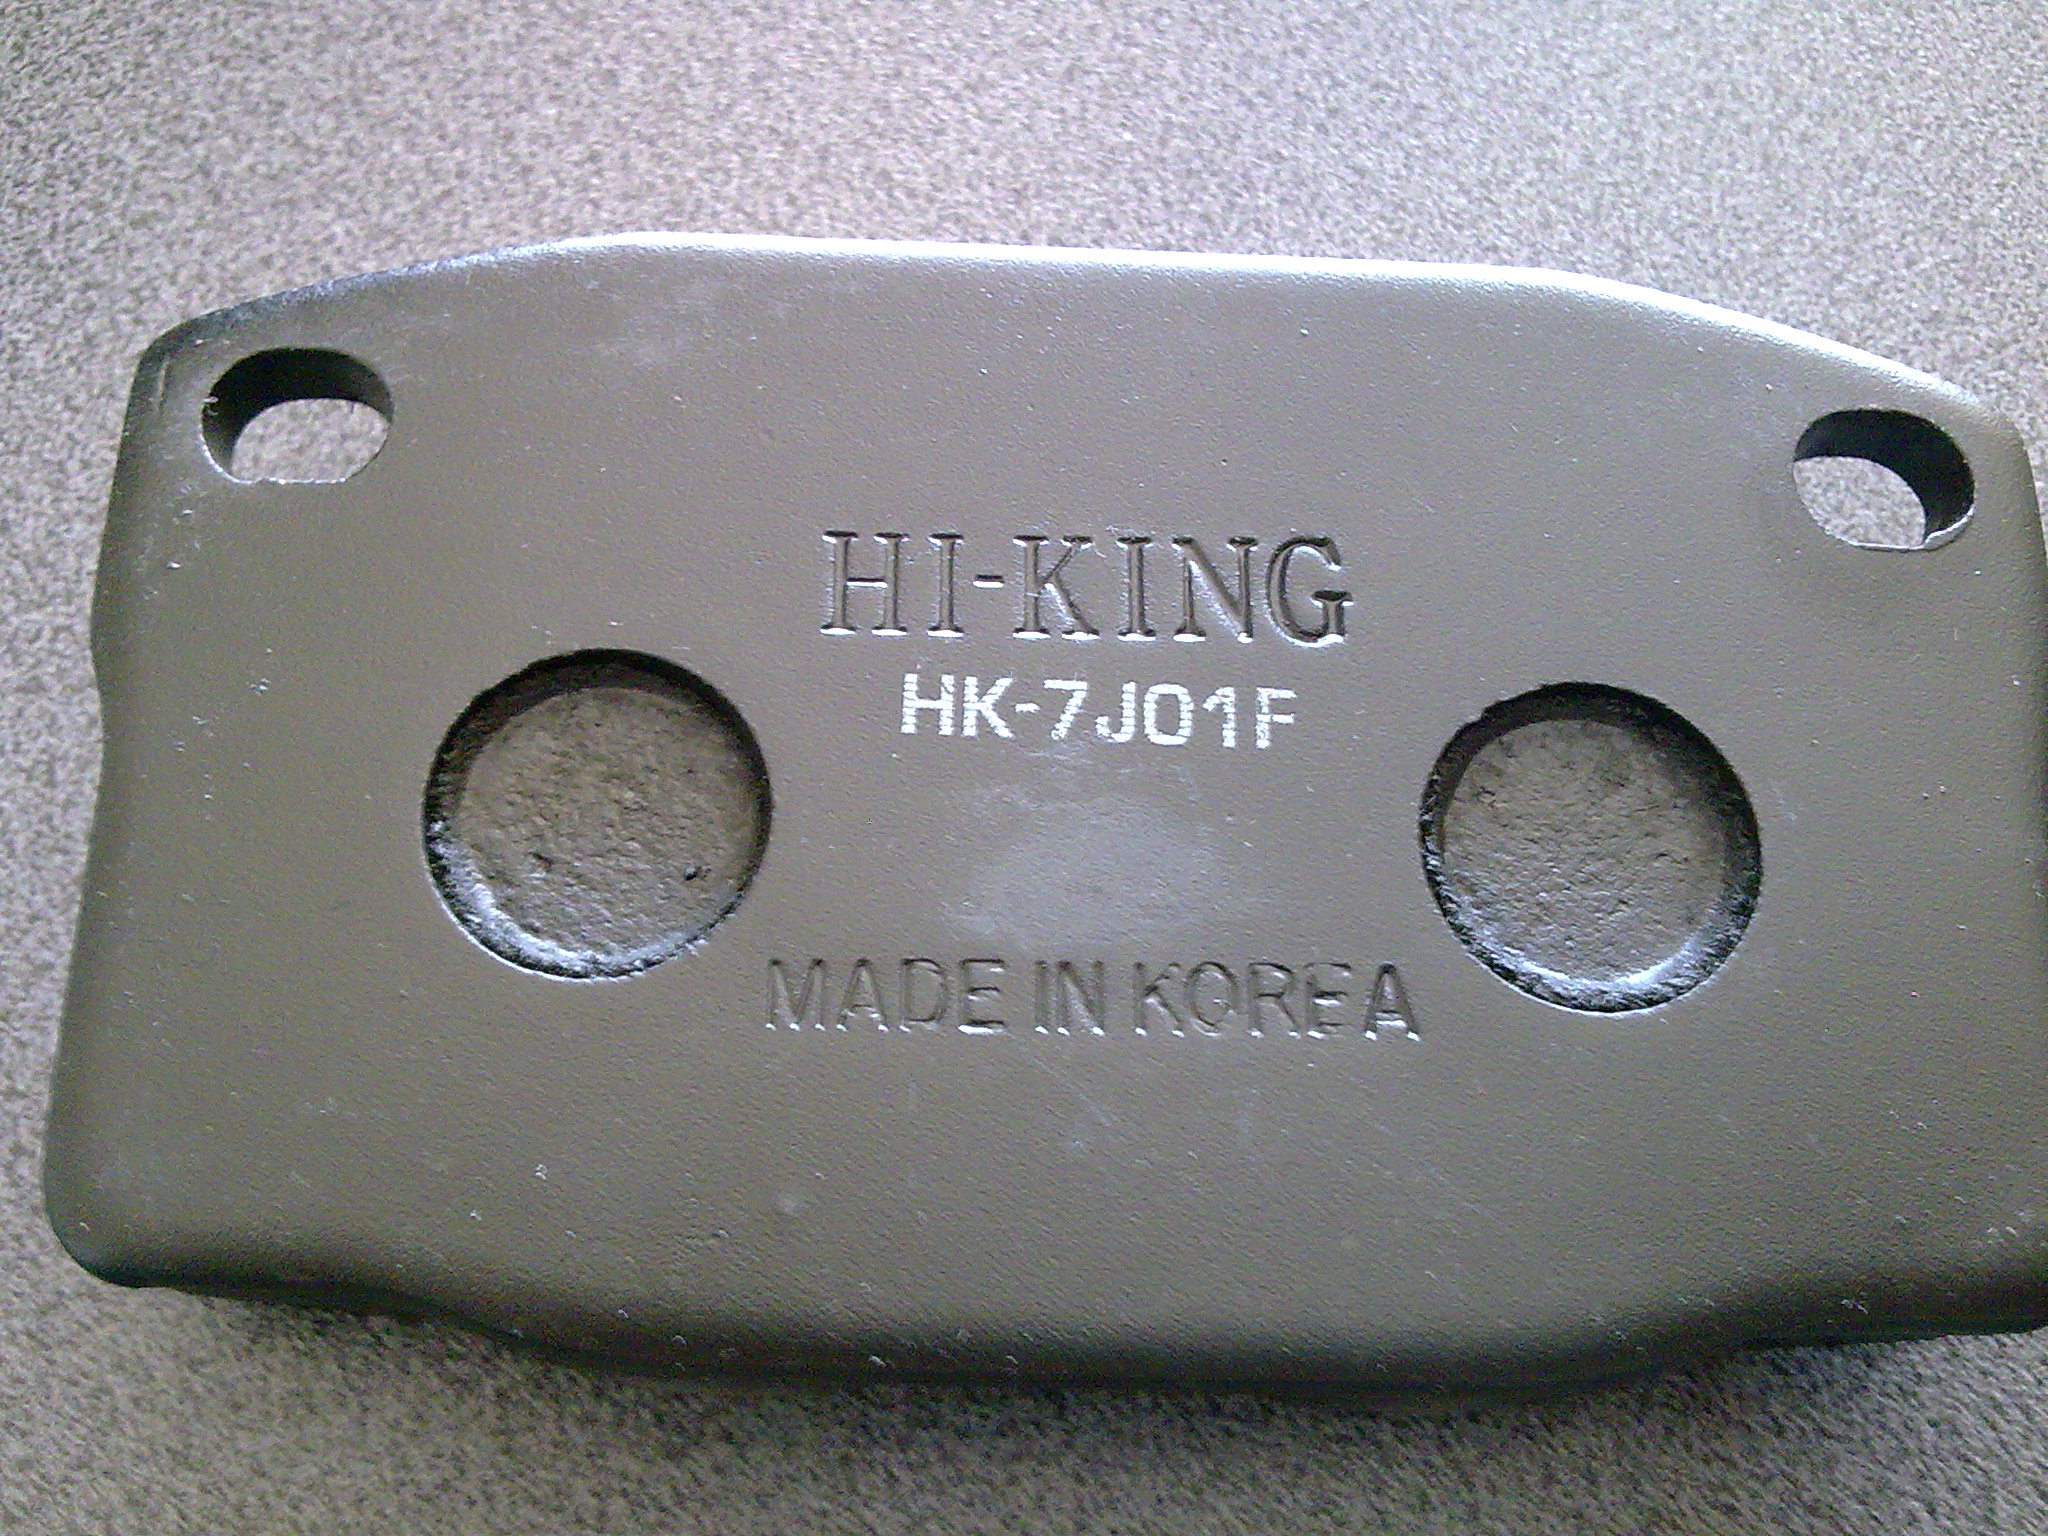 HI-KING
HK-7J01F
MADE IN KOREA